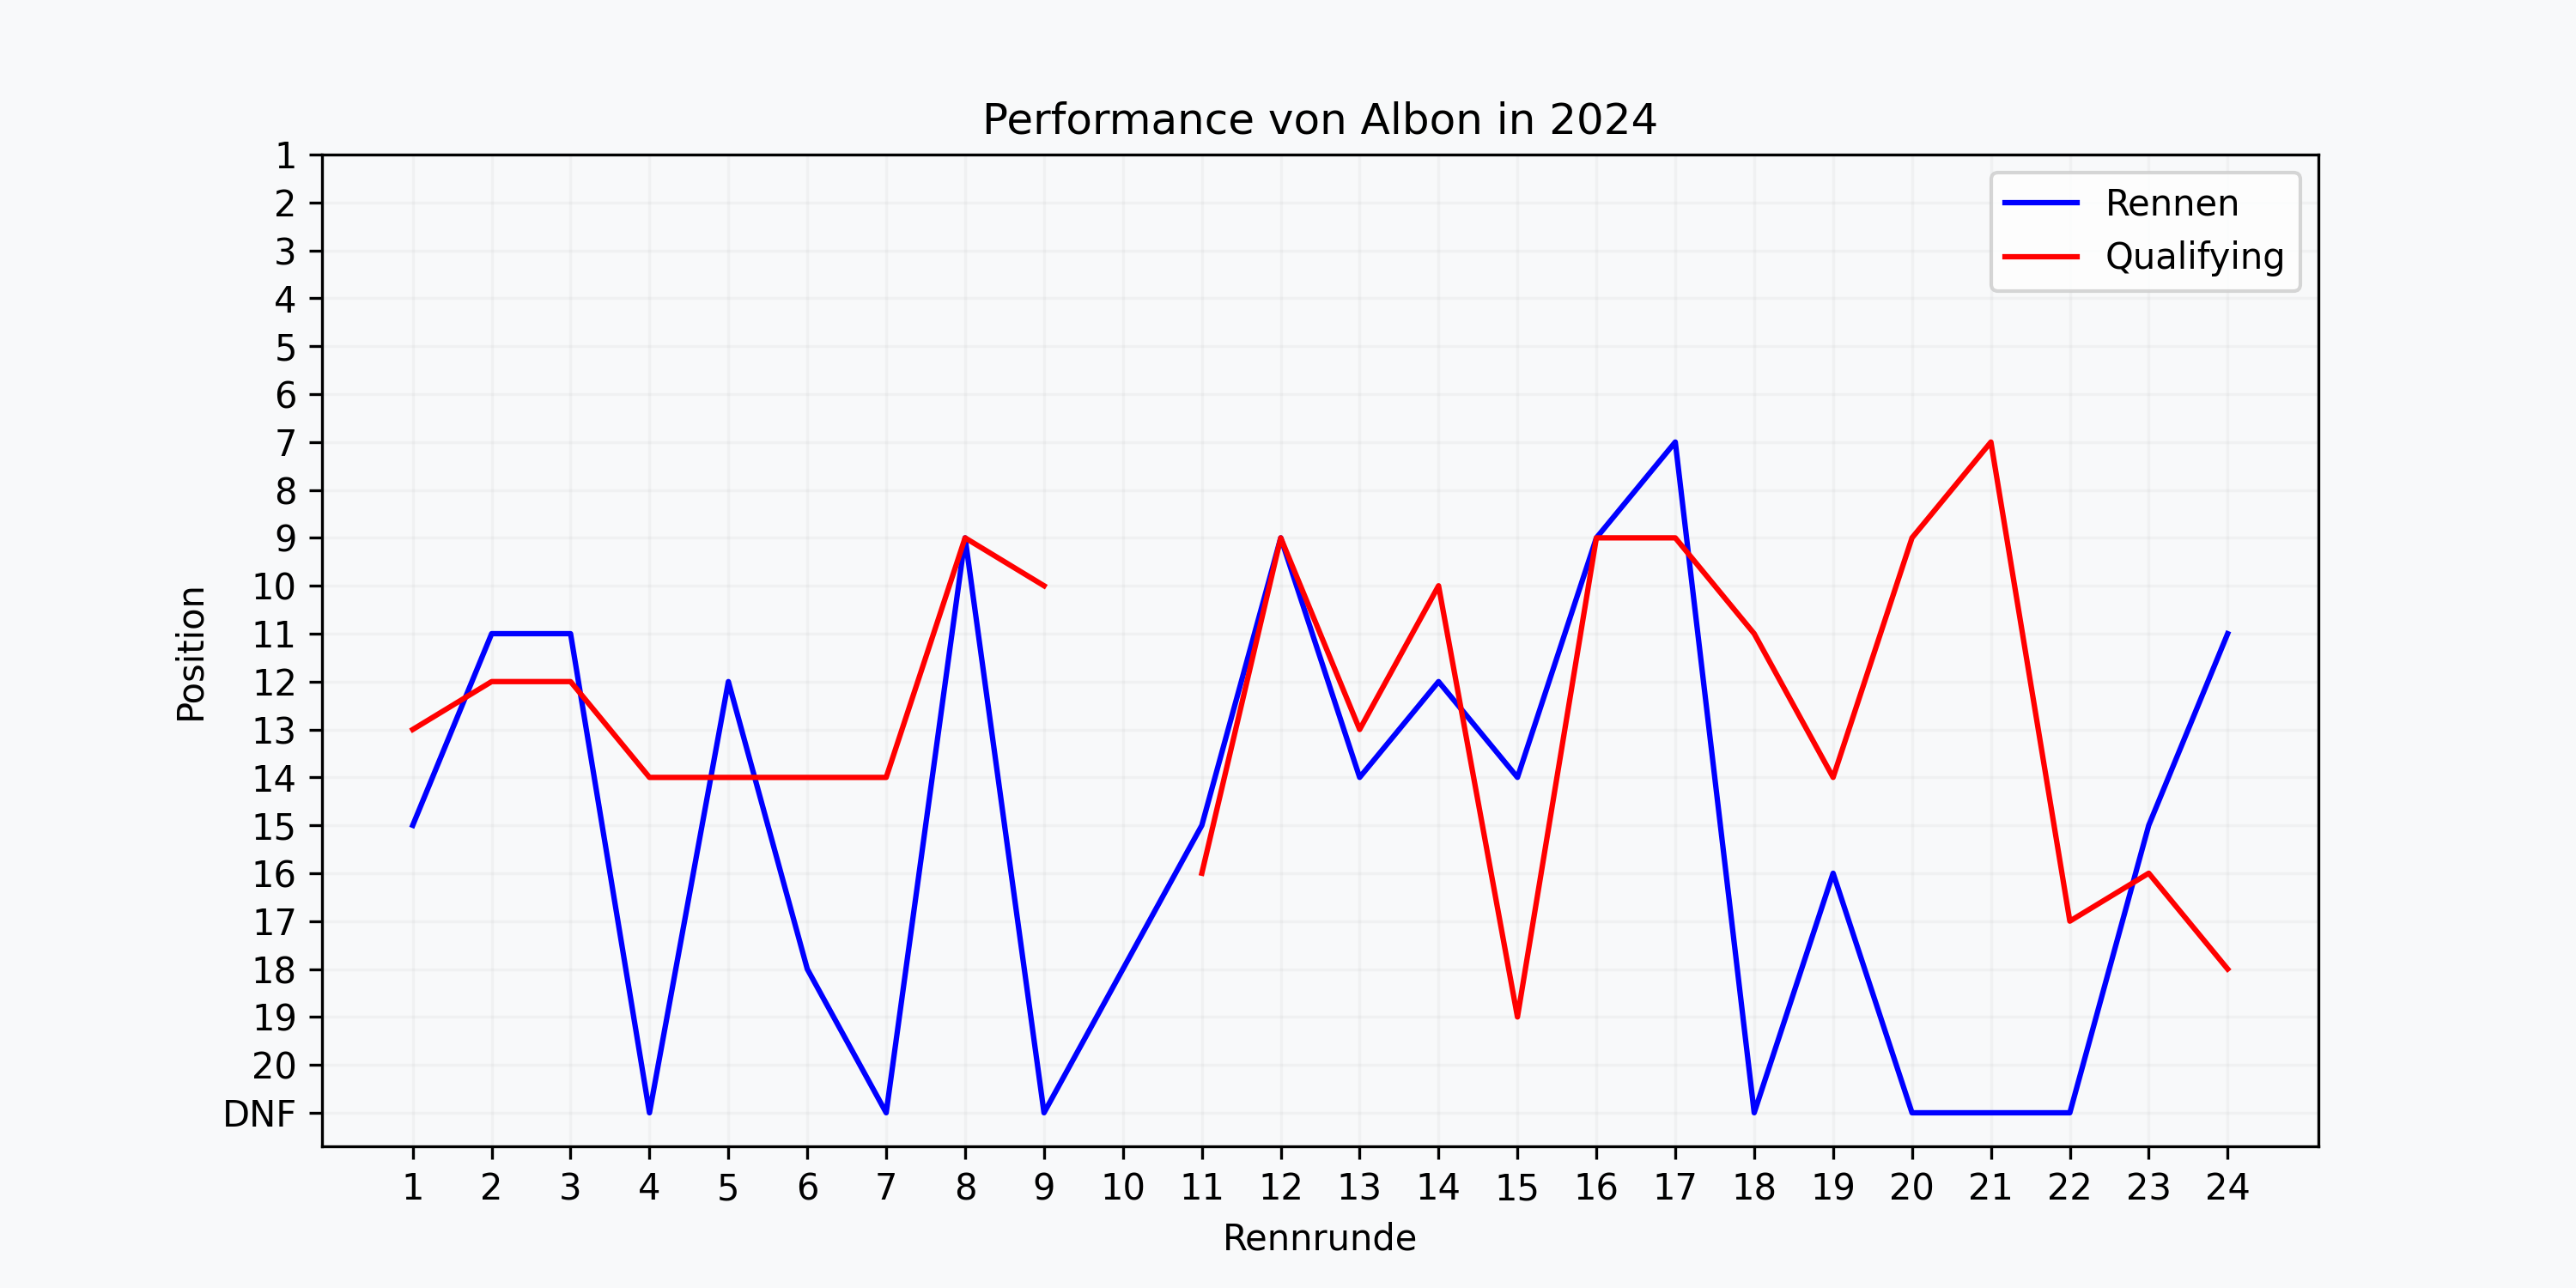 Performance von Albon in 2024
1
2
3
4
5
6
7
8
9
10
11
12
13
14
15
16
17
18
19
20
DNF
Position
Rennen
Qualifying
1 2 3 4 5 6 7 8 9 10 11 12 13 14 15 16 17 18 19 20 21 22 23 24
Rennrunde